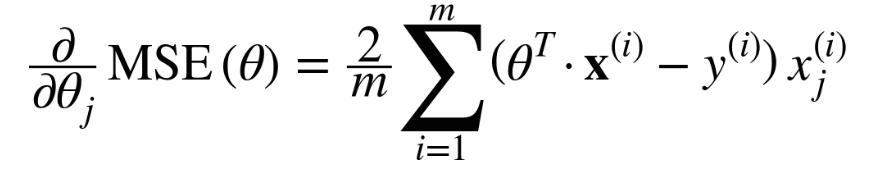 ∂/∂θ_j MSE(θ) = 2/m ∑_{i=1}^{m} (θ^T · x^(i) − y^(i)) x_j^(i)